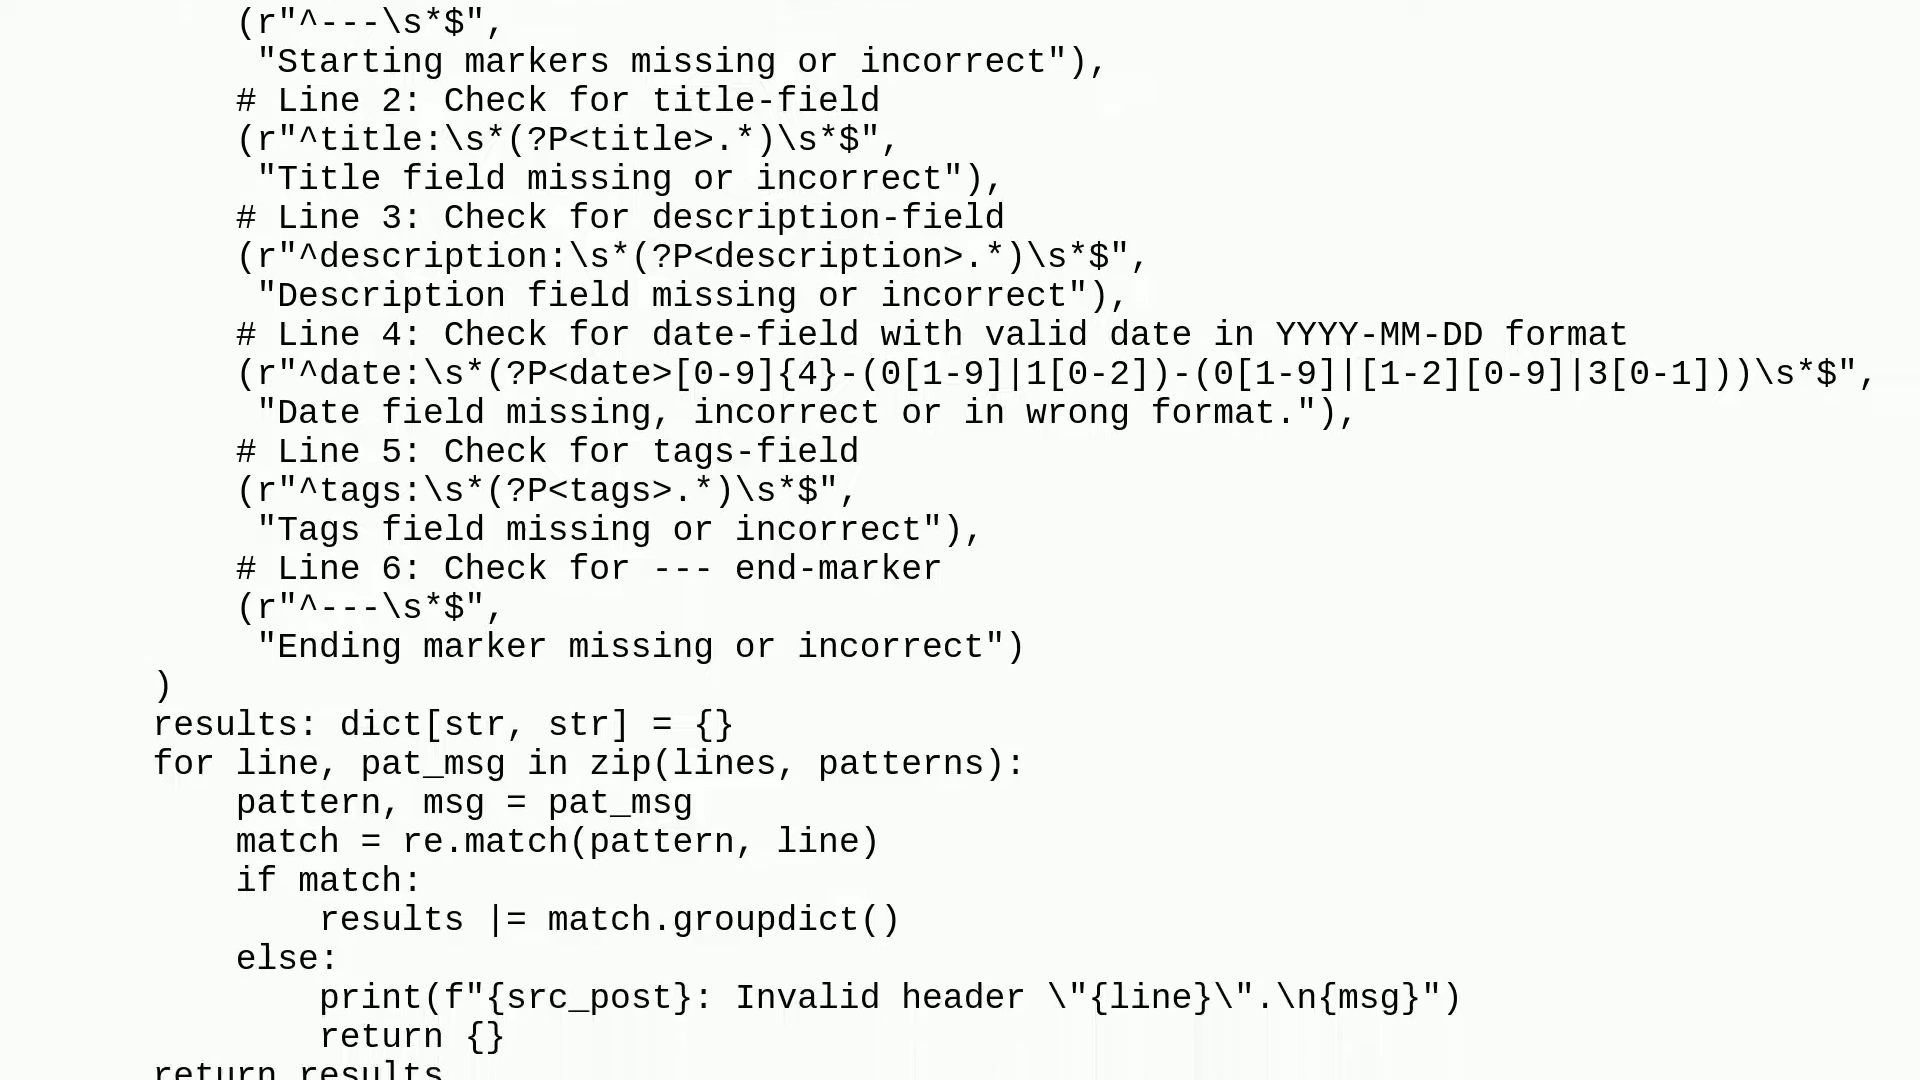 (r"^---\s*$",
"Starting markers missing or incorrect"),
# Line 2: Check for title-field
(r"^title:\s*(?P<title>.*)\s*$",
"Title field missing or incorrect"),
# Line 3: Check for description-field
(r"^description:\s*(?P<description>.*)\s*$",
"Description field missing or incorrect"),
# Line 4: Check for date-field with valid date in YYYY-MM-DD format
(r"^date:\s*(?P<date>[0-9]{4}-(0[1-9]|1[0-2])-(0[1-9]|[1-2][0-9]|3[0-1]))\s*$",
"Date field missing, incorrect or in wrong format."),
# Line 5: Check for tags-field
(r"^tags:\s*(?P<tags>.*)\s*$",
"Tags field missing or incorrect"),
# Line 6: Check for --- end-marker
(r"^---\s*$",
"Ending marker missing or incorrect")
)
results: dict[str, str] = {}
for line, pat_msg in zip(lines, patterns):
pattern, msg = pat_msg
match = re.match(pattern, line)
if match:
results |= match.groupdict()
else:
print(f"{src_post}: Invalid header \"{line}\".\n{msg}")
return {}
return results